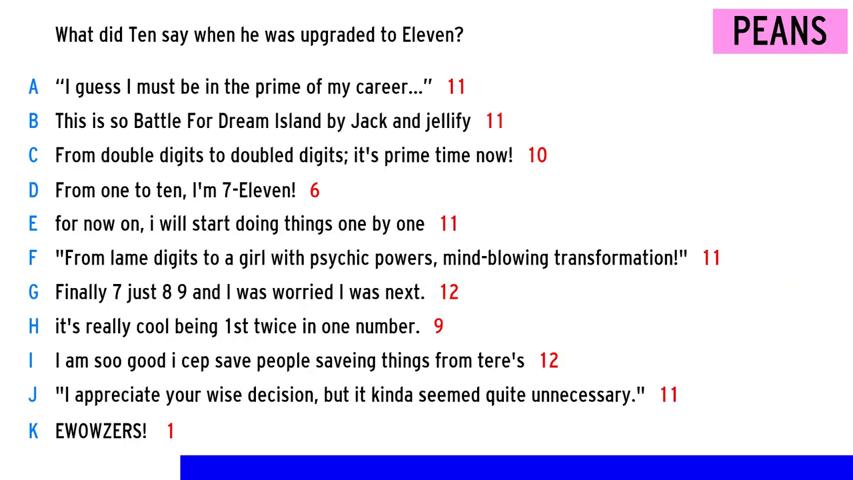 What did Ten say when he was upgraded to Eleven?
PEANS
A “I guess I must be in the prime of my career...” 11
B This is so Battle For Dream Island by Jack and jellify 11
C From double digits to doubled digits; it's prime time now! 10
D From one to ten, I'm 7-Eleven! 6
E for now on, i will start doing things one by one 11
F "From lame digits to a girl with psychic powers, mind-blowing transformation!" 11
G Finally 7 just 8 9 and I was worried I was next. 12
H it's really cool being 1st twice in one number. 9
I I am soo good i cep save people saveing things from tere's 12
J "I appreciate your wise decision, but it kinda seemed quite unnecessary." 11
K EWOWZERS! 1